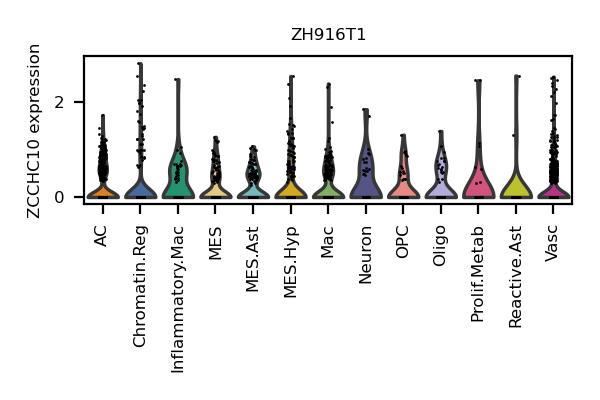 ZH916T1
ZCCHC10 expression
2
0
AC
Chromatin.Reg
Inflammatory.Mac
MES
MES.Ast
MES.Hyp
Mac
Neuron
OPC
Oligo
Prolif.Metab
Reactive.Ast
Vasc